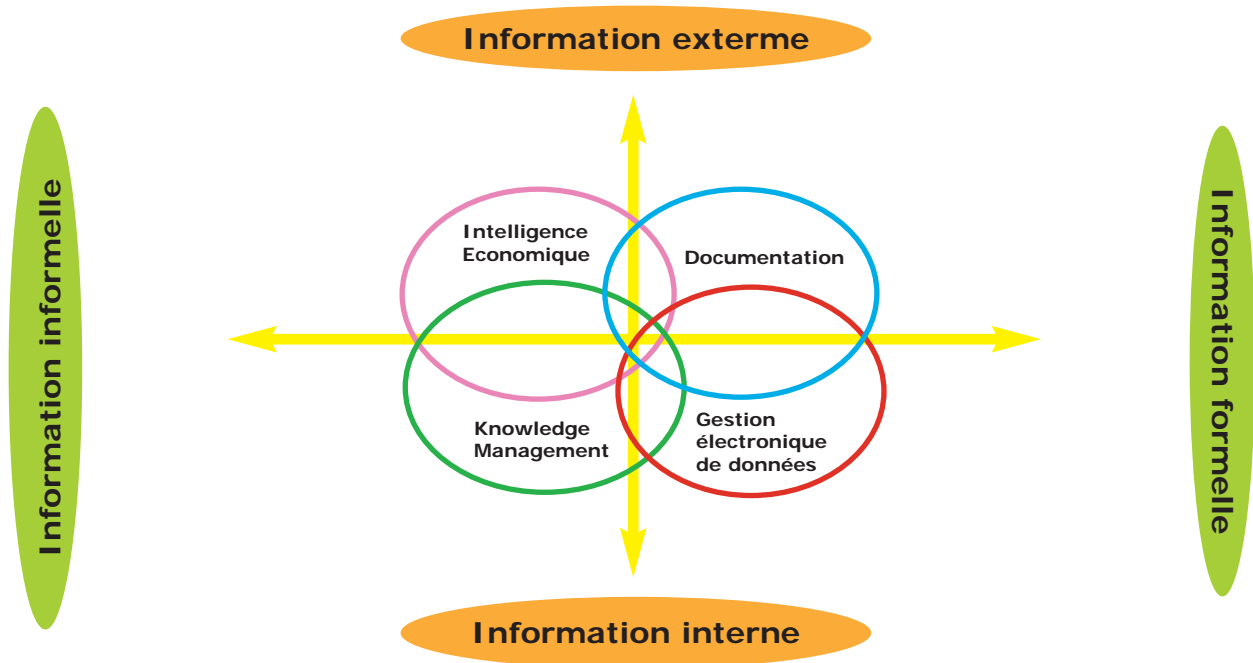 Information externe
Information informelle
Intelligence
Economique
Documentation
Information formelle
Knowledge
Management
Gestion
électronique
de données
Information interne